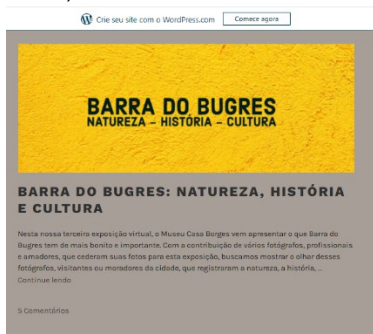 Crie seu site com o WordPress.com
Comece agora
BARRA DO BUGRES
NATUREZA – HISTÓRIA – CULTURA
BARRA DO BUGRES: NATUREZA, HISTÓRIA
E CULTURA
Nesta nossa terceira exposição virtual, o Museu Casa Borges vem apresentar o que Barra do
Bugres tem de mais bonito e importante. Com a contribuição de vários fotógrafos, profissionais
e amadores, que cederam suas fotos para esta exposição, buscamos mostrar o olhar desses
fotógrafos, visitantes ou moradores da cidade, que registraram a natureza, a história, ...
Continue lendo
5 Comentários